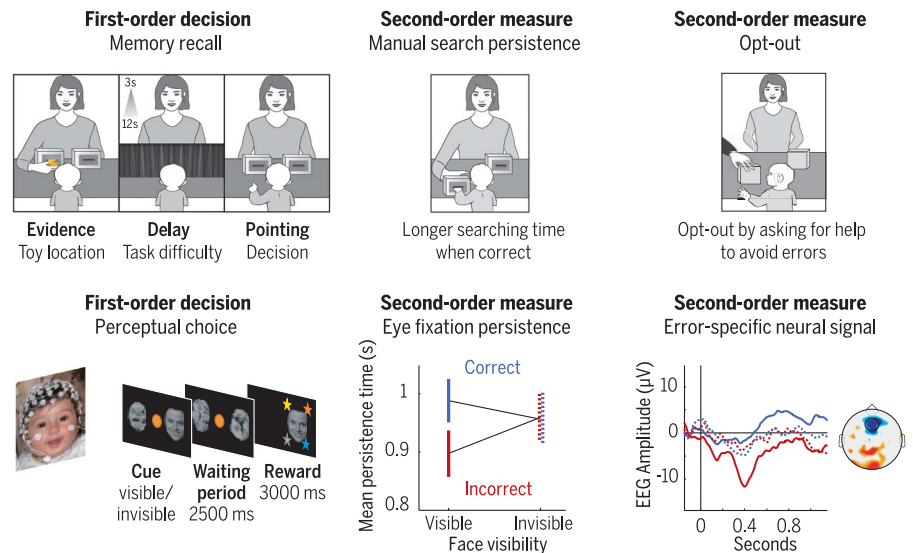 First-order decision
Memory recall
3s
12s
Evidence
Toy location
Delay
Task difficulty
Pointing
Decision
Second-order measure
Manual search persistence
Longer searching time
when correct
Second-order measure
Opt-out
Opt-out by asking for help
to avoid errors
First-order decision
Perceptual choice
Cue
visible/
invisible
Waiting
period
2500 ms
Reward
3000 ms
Second-order measure
Eye fixation persistence
Mean persistence time (s)
1
0.9
0.8
Correct
Incorrect
Visible
Invisible
Face visibility
Second-order measure
Error-specific neural signal
EEG Amplitude (μV)
10
0
-10
0
0.4
0.8
Seconds